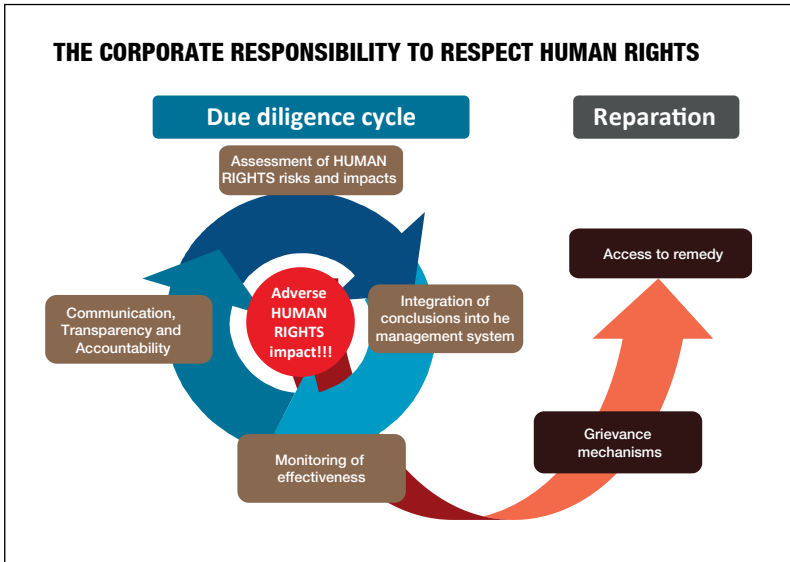 THE CORPORATE RESPONSIBILITY TO RESPECT HUMAN RIGHTS
Due diligence cycle
Reparation
Assessment of HUMAN
RIGHTS risks and impacts
Access to remedy
Adverse
HUMAN
RIGHTS
impact!!!
Communication,
Transparency and
Accountability
Integration of
conclusions into he
management system
Grievance
mechanisms
Monitoring of
effectiveness